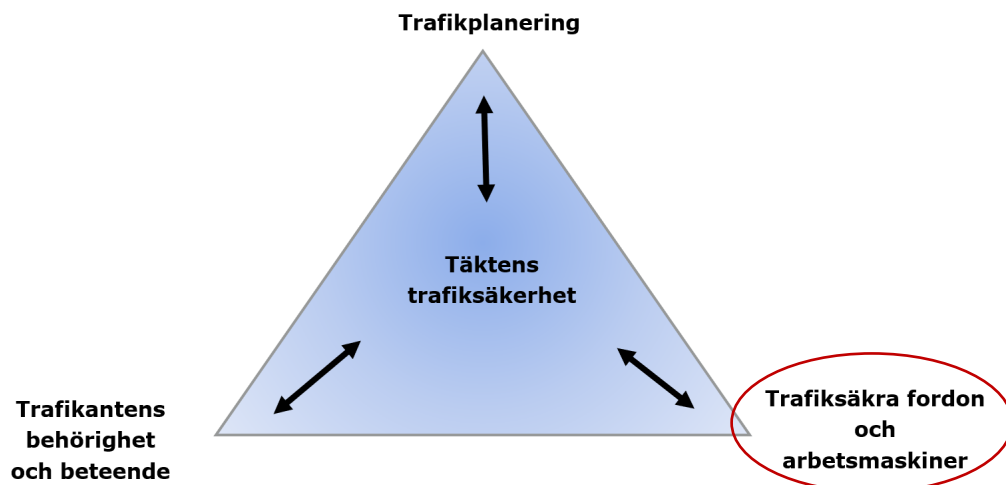 Trafikplanering
Täktens
trafiksäkerhet
Trafikantens
behörighet
och beteende
Trafiksäkra fordon
och
arbetsmaskiner